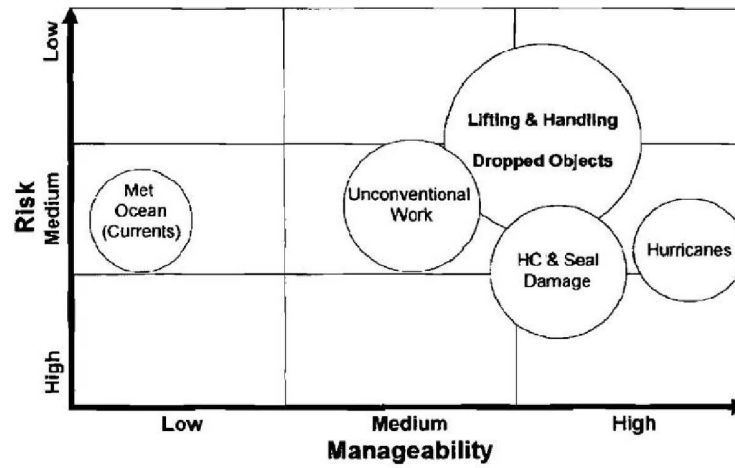 Low
Lifting & Handling
Dropped Objects
Risk
Medium
Met
Ocean
(Currents)
Unconventional
Work
HC & Seal
Damage
Hurricanes
High
Low
Medium
High
Manageability